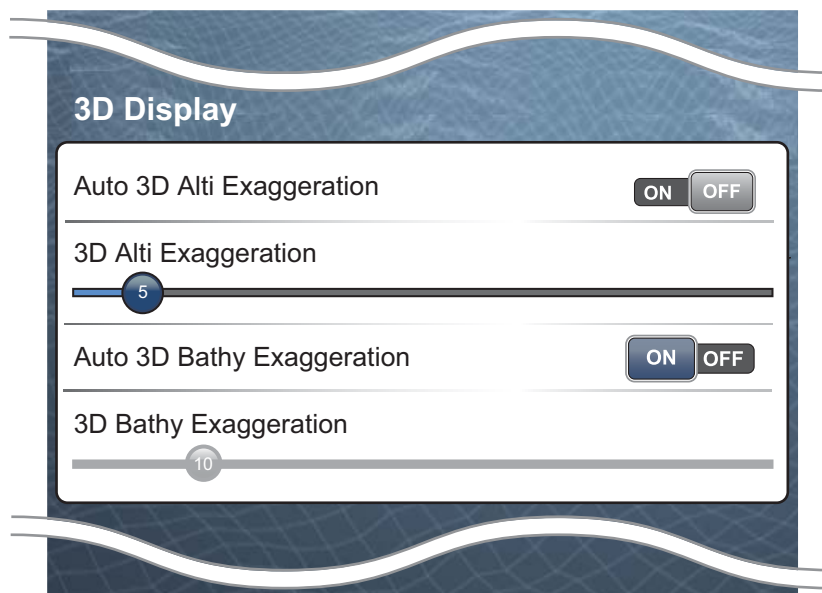 3D Display
Auto 3D Alti Exaggeration ON OFF
3D Alti Exaggeration
5
Auto 3D Bathy Exaggeration ON OFF
3D Bathy Exaggeration
10